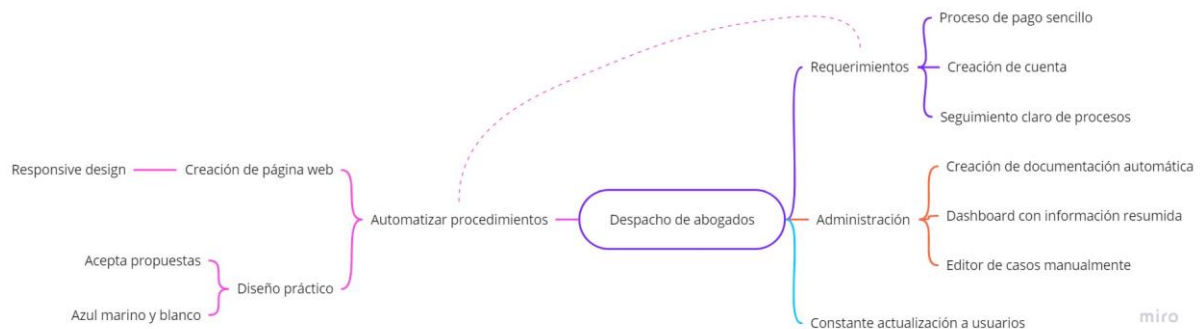 Proceso de pago sencillo
Requerimientos
Creación de cuenta
Seguimiento claro de procesos
Responsive design
Creación de página web
Creación de documentación automática
Automatizar procedimientos
Despacho de abogados
Administración
Dashboard con información resumida
Acepta propuestas
Diseño práctico
Azul marino y blanco
Editor de casos manualmente
Constante actualización a usuarios
miro